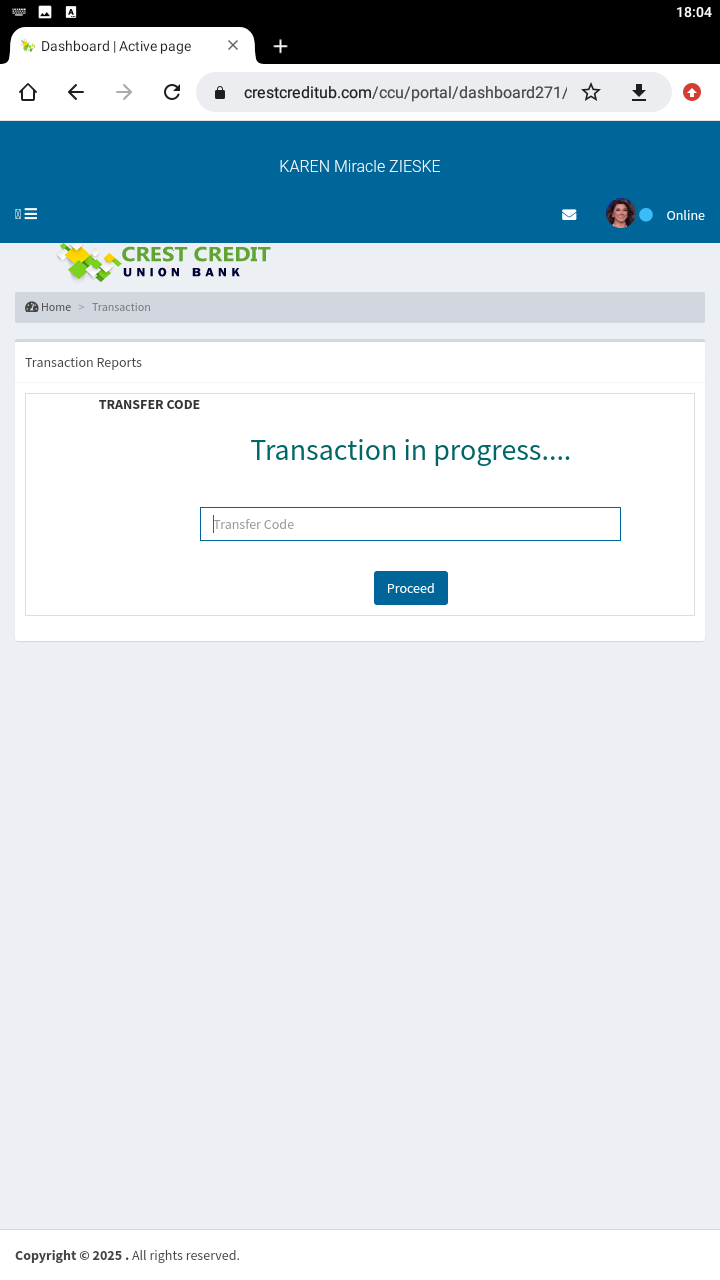 18:04
Dashboard | Active page
crestcreditub.com/ccu/portal/dashboard271/
KAREN Miracle ZIESKE
Online
CREST CREDIT
UNION BANK
Home > Transaction
Transaction Reports
TRANSFER CODE
Transaction in progress....
Transfer Code
Proceed
Copyright © 2025 . All rights reserved.